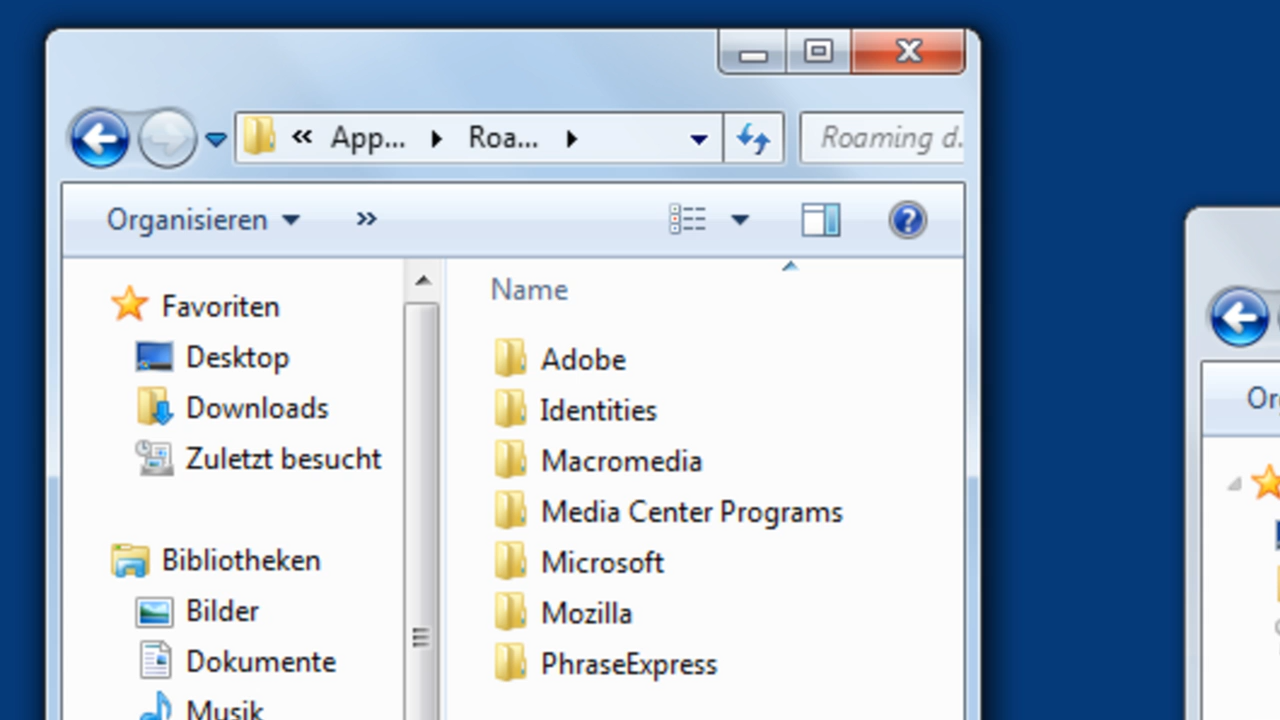 « App... Roa... Roaming d.
Organisieren »
Favoriten
Desktop
Downloads
Zuletzt besucht
Bibliotheken
Bilder
Dokumente
Musik
Name
Adobe
Identities
Macromedia
Media Center Programs
Microsoft
Mozilla
PhraseExpress